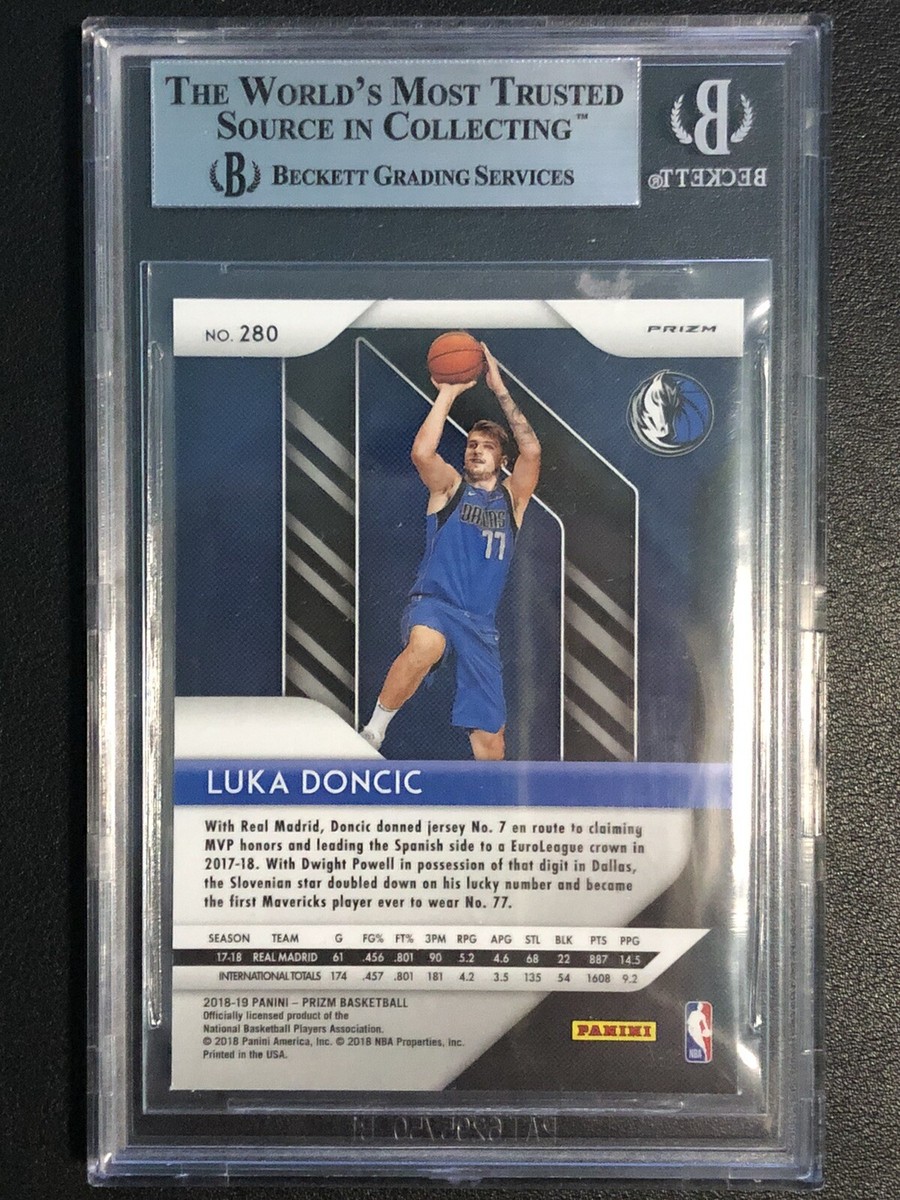 THE WORLD'S MOST TRUSTED
SOURCE IN COLLECTING™
B BECKETT GRADING SERVICES
B
BECKETT®
NO. 280
PRIZM
DALLAS
77
LUKA DONCIC
With Real Madrid, Doncic donned jersey No. 7 en route to claiming
MVP honors and leading the Spanish side to a EuroLeague crown in
2017-18. With Dwight Powell in possession of that digit in Dallas,
the Slovenian star doubled down on his lucky number and became
the first Mavericks player ever to wear No. 77.
SEASON TEAM G FG% FT% 3PM RPG APG STL BLK PTS PPG
17-18 REAL MADRID 61 .456 .801 90 5.2 4.6 68 22 887 14.5
INTERNATIONAL TOTALS 174 .457 .801 181 4.2 3.5 135 54 1608 9.2
2018-19 PANINI – PRIZM BASKETBALL
Officially licensed product of the
National Basketball Players Association.
© 2018 Panini America, Inc. © 2018 NBA Properties, Inc.
Printed in the USA.
PANINI
NBA